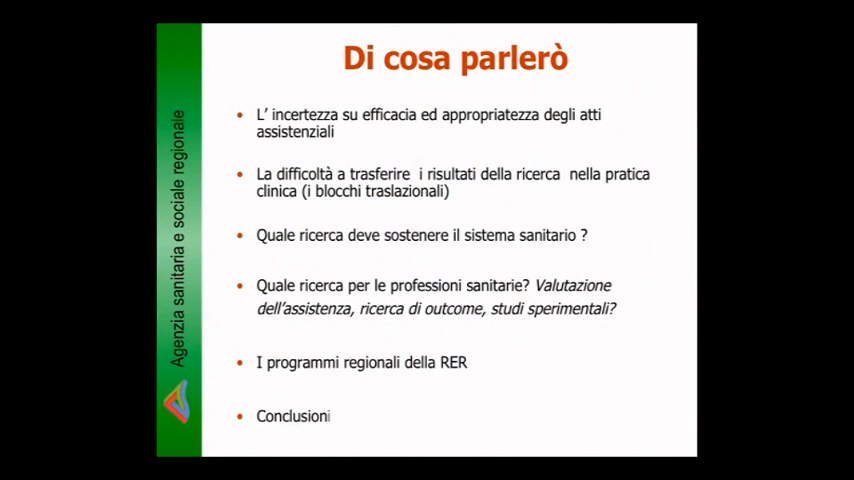 Di cosa parlerò
• L' incertezza su efficacia ed appropriatezza degli atti
assistenziali
• La difficoltà a trasferire i risultati della ricerca nella pratica
clinica (i blocchi traslazionali)
• Quale ricerca deve sostenere il sistema sanitario ?
• Quale ricerca per le professioni sanitarie? Valutazione
dell'assistenza, ricerca di outcome, studi sperimentali?
• I programmi regionali della RER
• Conclusioni
Agenzia sanitaria e sociale regionale